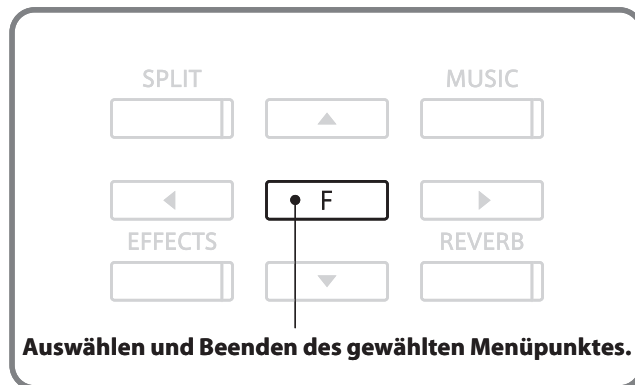 SPLIT MUSIC
F
EFFECTS REVERB
Auswählen und Beenden des gewählten Menüpunktes.